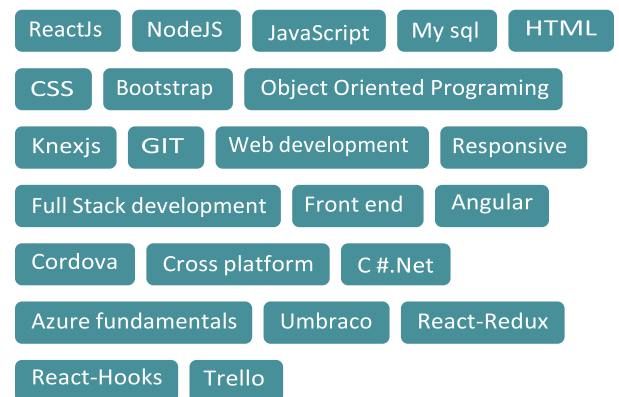 ReactJs NodeJS JavaScript My sql HTML
CSS Bootstrap Object Oriented Programing
Knexjs GIT Web development Responsive
Full Stack development Front end Angular
Cordova Cross platform C #.Net
Azure fundamentals Umbraco React-Redux
React-Hooks Trello